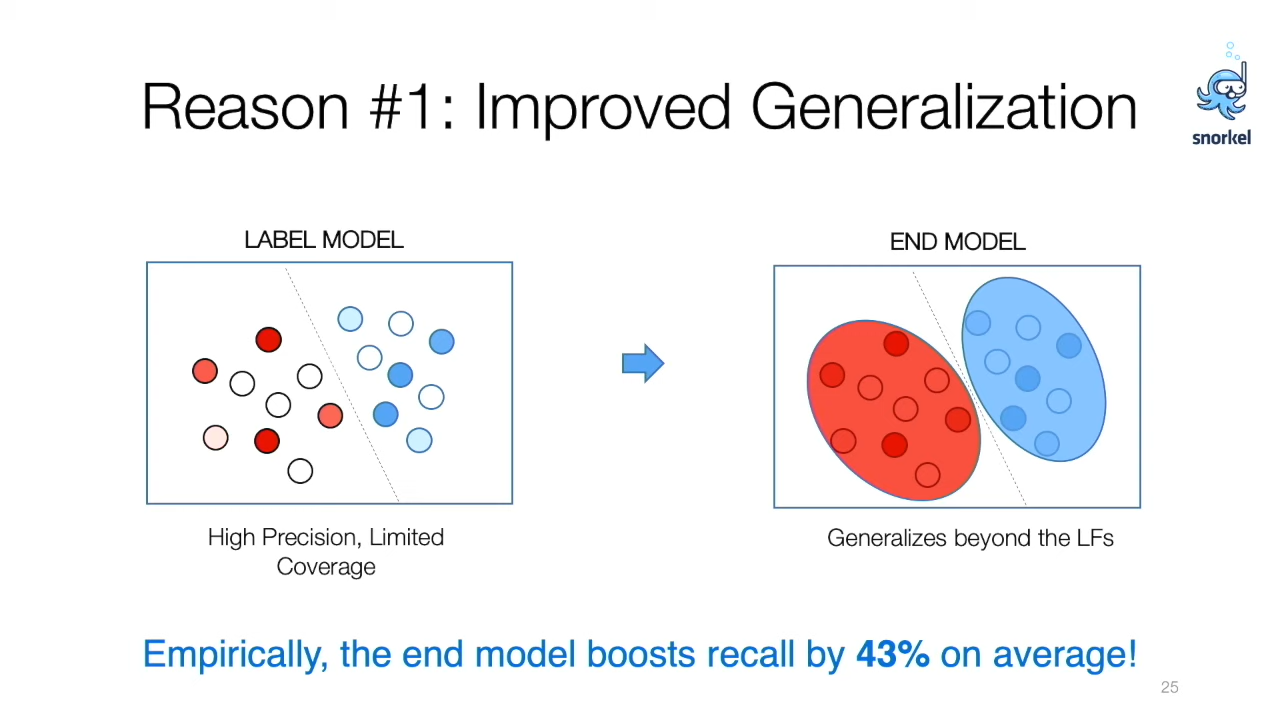 Reason #1: Improved Generalization
snorkel
LABEL MODEL
High Precision, Limited
Coverage
END MODEL
Generalizes beyond the LFs
Empirically, the end model boosts recall by 43% on average!
25